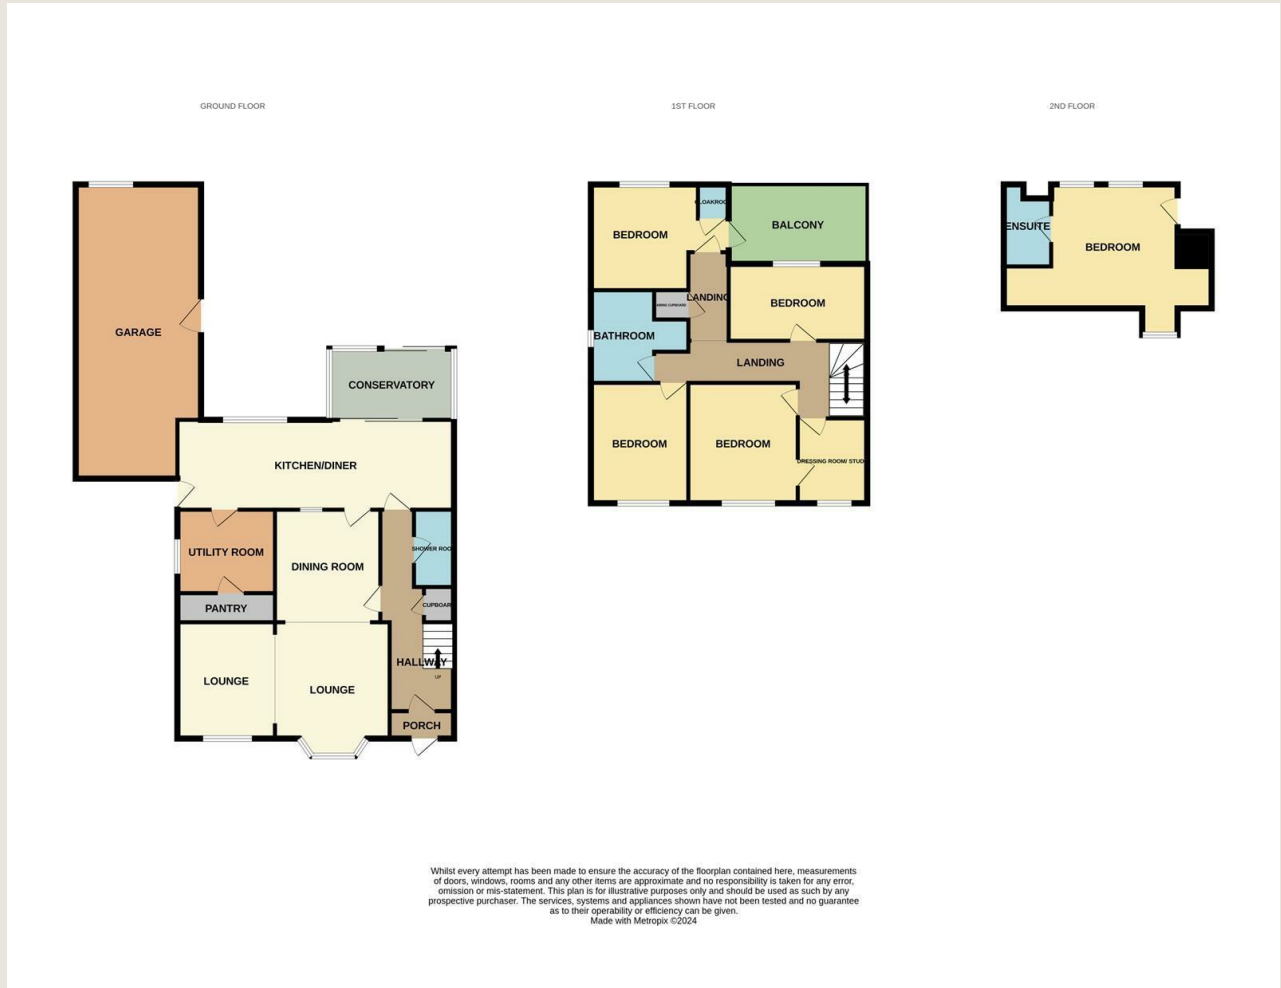 GROUND FLOOR
1ST FLOOR
2ND FLOOR
GARAGE
CONSERVATORY
KITCHEN/DINER
UTILITY ROOM
DINING ROOM
SHOWER ROO
PANTRY
CUPBOAR
LOUNGE
LOUNGE
HALLWAY
UP
PORCH
BEDROOM
LOAKROO
BALCONY
LANDING
BEDROOM
CUPBOARD
BATHROOM
LANDING
BEDROOM
BEDROOM
DRESSING ROOM/ STUD
ENSUITE
BEDROOM
Whilst every attempt has been made to ensure the accuracy of the floorplan contained here, measurements
of doors, windows, rooms and any other items are approximate and no responsibility is taken for any error,
omission or mis-statement. This plan is for illustrative purposes only and should be used as such by any
prospective purchaser. The services, systems and appliances shown have not been tested and no guarantee
as to their operability or efficiency can be given.
Made with Metropix ©2024